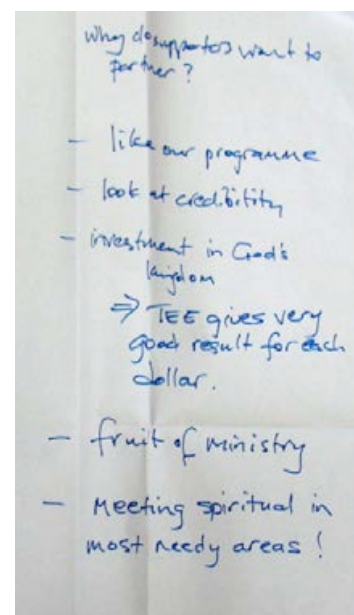 Why do supporters want to
partner ?
- like our programme
- look at credibility
- investment in God's
kingdom
⇒ TEE gives very
good result for each
dollar.
- fruit of ministry
- Meeting spiritual in
most needy areas !